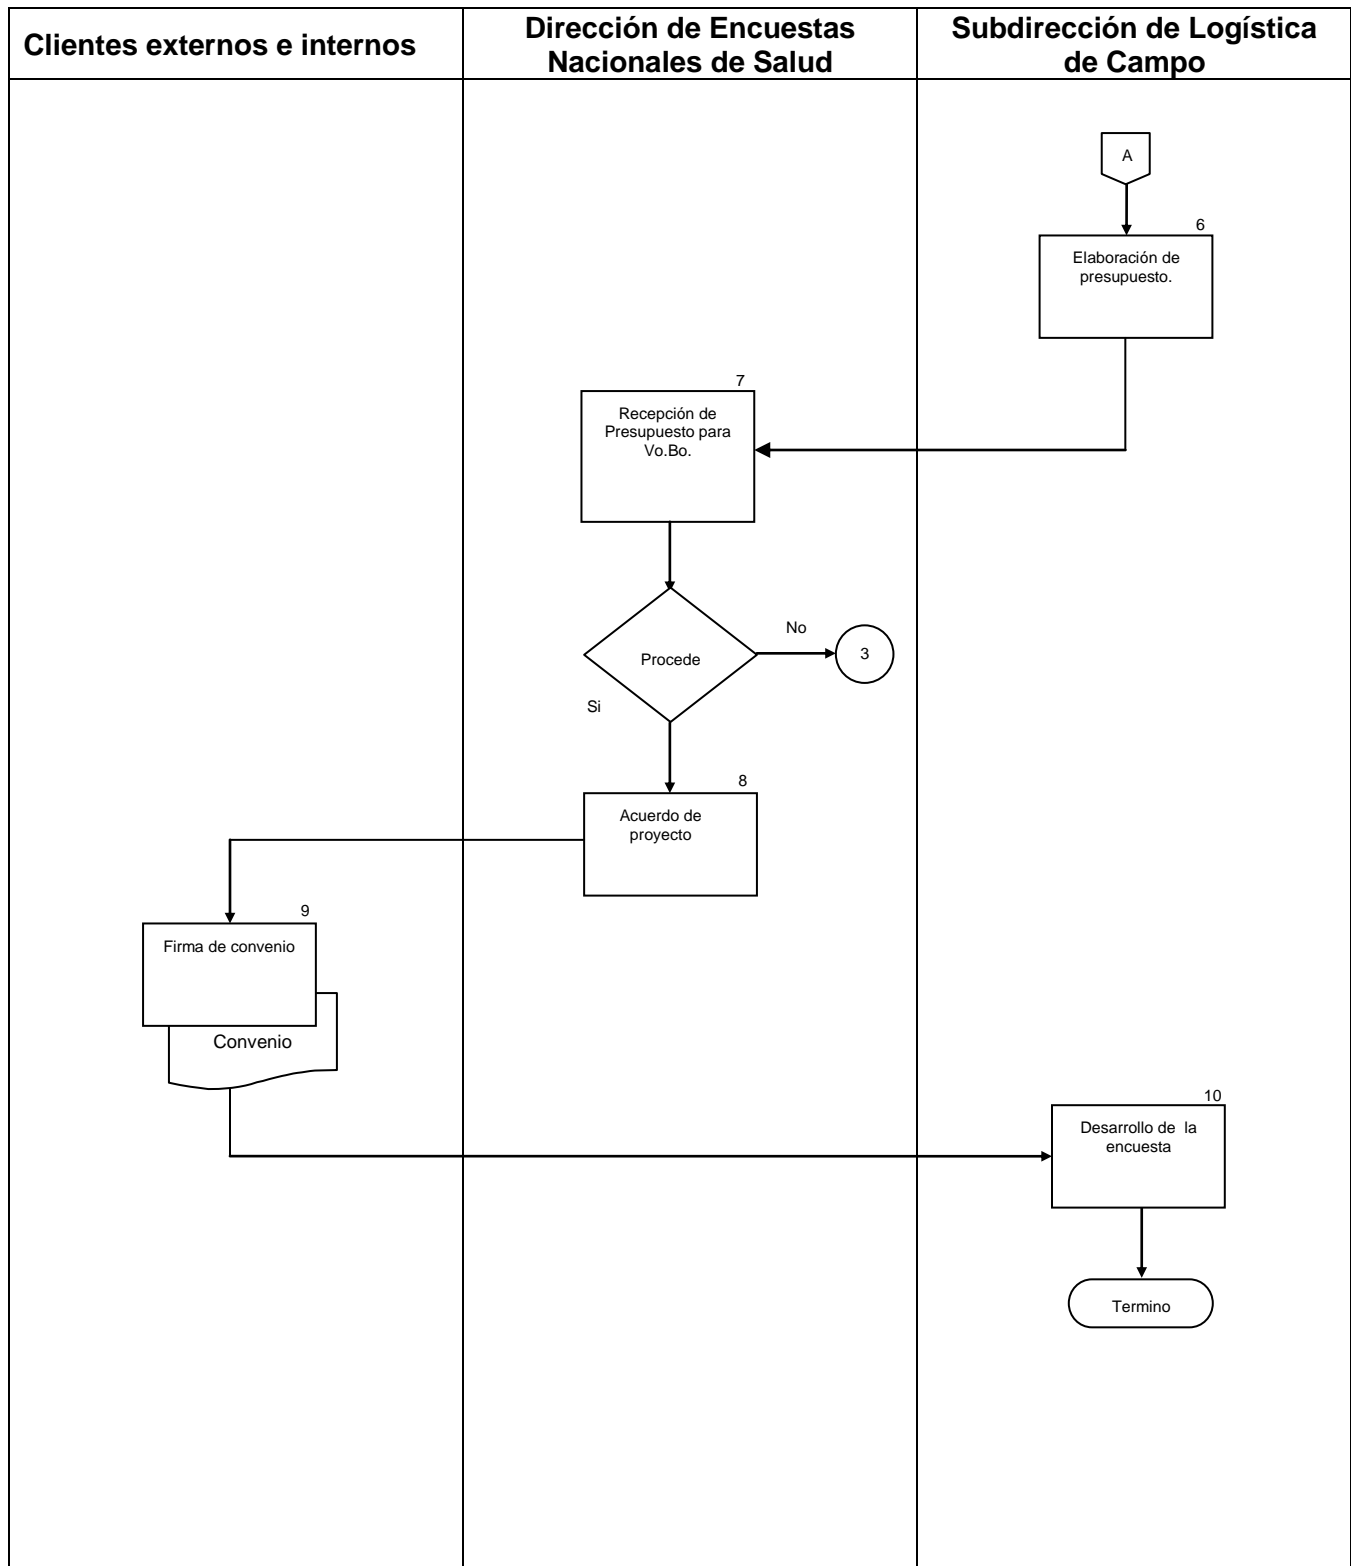 Clientes externos e internos
Dirección de Encuestas
Nacionales de Salud
Subdirección de Logística
de Campo
A
6
Elaboración de
presupuesto.
7
Recepción de
Presupuesto para
Vo.Bo.
Procede
No
3
Si
8
Acuerdo de
proyecto
9
Firma de convenio
Convenio
10
Desarrollo de  la
encuesta
Termino